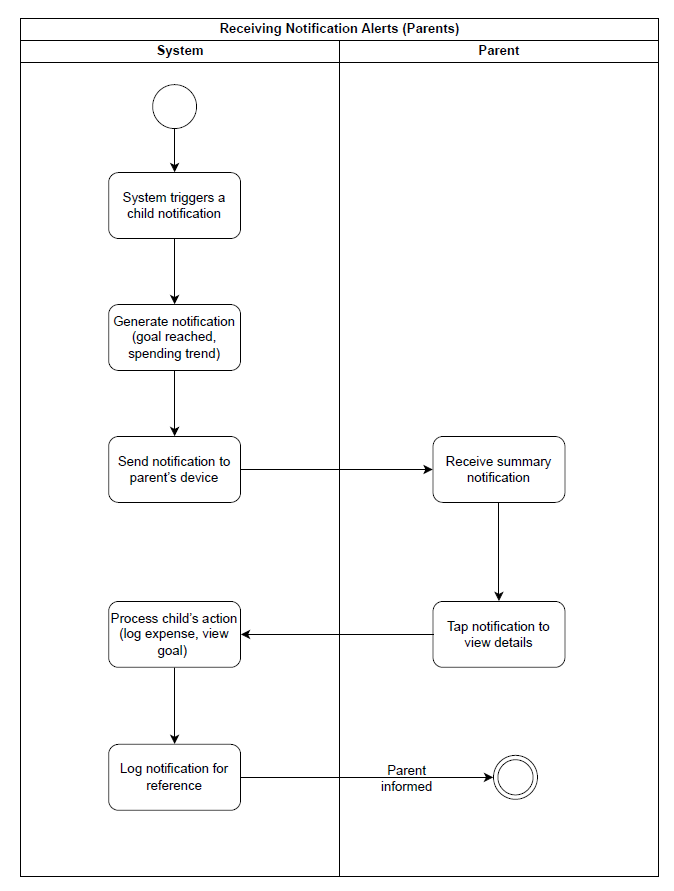 Receiving Notification Alerts (Parents)
System
Parent
System triggers a
child notification
Generate notification
(goal reached,
spending trend)
Send notification to
parent's device
Receive summary
notification
Process child's action
(log expense, view
goal)
Tap notification to
view details
Log notification for
reference
Parent
informed